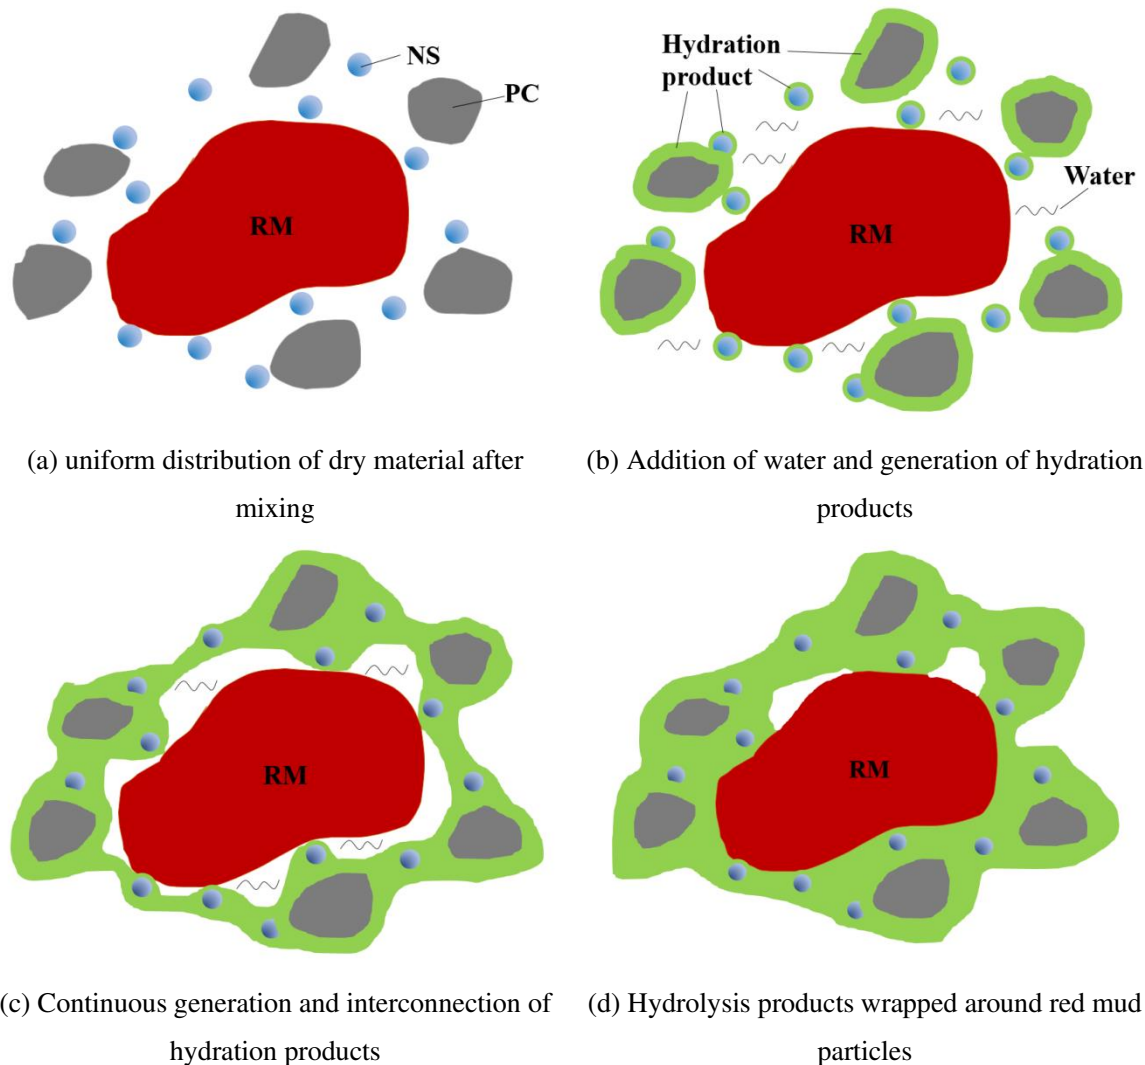 NS
PC
RM
Hydration
product
Water
RM
(a) uniform distribution of dry material after
mixing
(b) Addition of water and generation of hydration
products
RM
RM
(c) Continuous generation and interconnection of
hydration products
(d) Hydrolysis products wrapped around red mud
particles